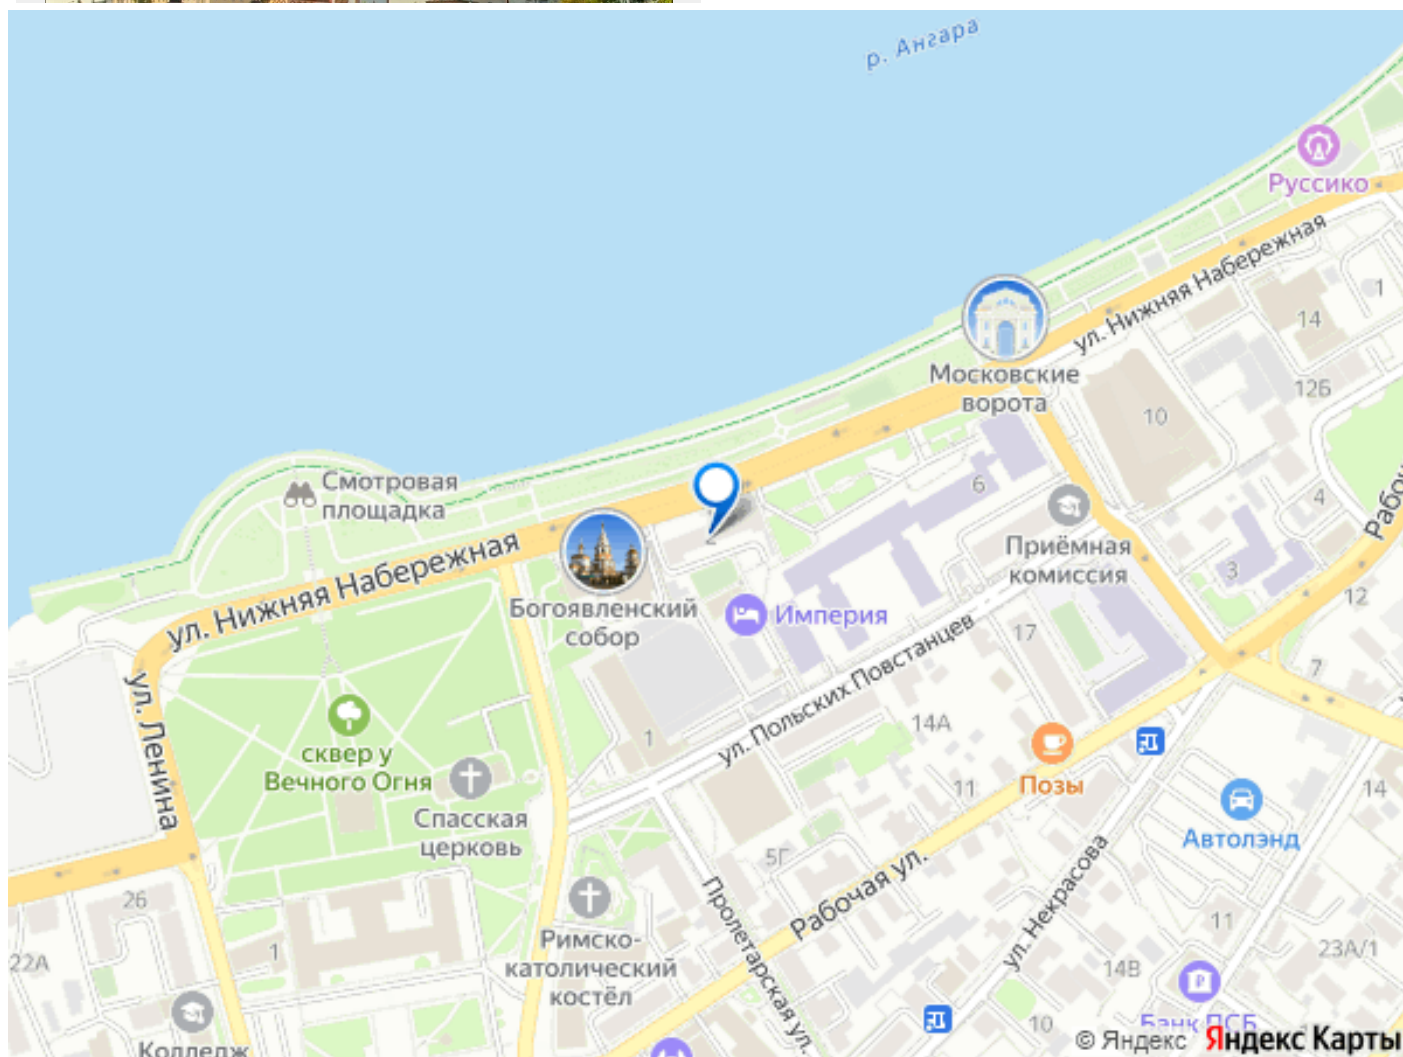 р. Ангара
Руссико
ул. Нижняя Набережная
1
14
Московские
ворота
12Б
10
Смотровая
площадка
6
4
Приёмная
комиссия
3
ул. Нижняя Набережная
2
Богоявленский
собор
Империя
12
17
7
ул. Ленина
ул. Польских Повстанцев
14А
1
сквер у
Вечного Огня
Позы
11
14
Спасская
церковь
Автолэнд
5Г
Рабочая ул.
26
Пролетарская ул.
ул. Некрасова
11
1
22А
Римско-
католический
костёл
23А/1
14В
Колледж
10
Банк ПСБ
© Яндекс Яндекс Карты